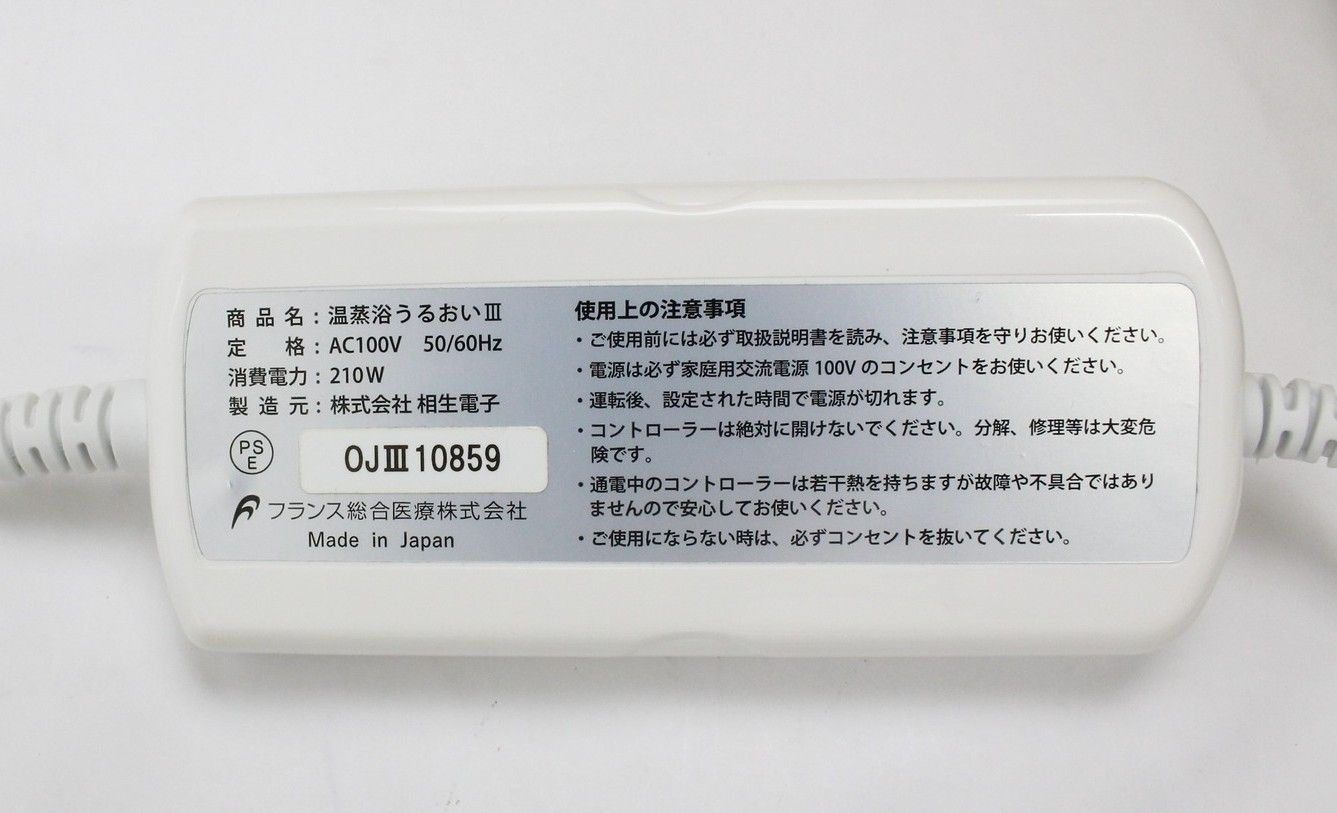 商品名：温蒸浴うるおいⅢ
定格：AC100V 50/60Hz
消費電力：210W
製造元：株式会社 相生電子
PS
E
OJⅢ10859
フランス総合医療株式会社
Made in Japan
使用上の注意事項
・ご使用前には必ず取扱説明書を読み、注意事項を守りお使いください。
・電源は必ず家庭用交流電源 100V のコンセントをお使いください。
・運転後、設定された時間で電源が切れます。
・コントローラーは絶対に開けないでください。分解、修理等は大変危
険です。
・通電中のコントローラーは若干熱を持ちますが故障や不具合ではあり
ませんので安心してお使いください。
・ご使用にならない時は、必ずコンセントを抜いてください。